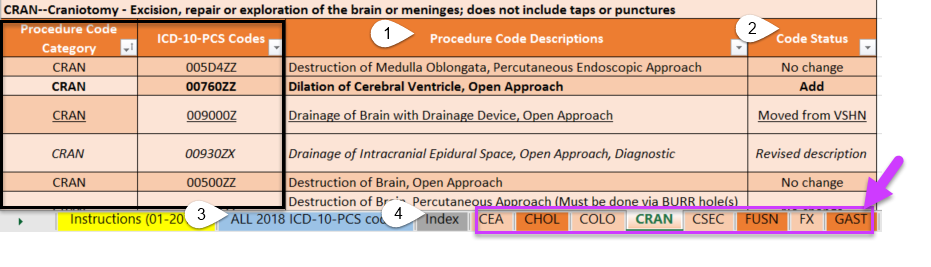 CRAN--Craniotomy - Excision, repair or exploration of the brain or meninges; does not include taps or punctures
Procedure Code Category ICD-10-PCS Codes 1 Procedure Code Descriptions 2 Code Status
CRAN 005D4ZZ Destruction of Medulla Oblongata, Percutaneous Endoscopic Approach No change
CRAN 00760ZZ Dilation of Cerebral Ventricle, Open Approach Add
CRAN 009000Z Drainage of Brain with Drainage Device, Open Approach Moved from VSHN
CRAN 00930ZX Drainage of Intracranial Epidural Space, Open Approach, Diagnostic Revised description
CRAN 00500ZZ Destruction of Brain, Open Approach No change
Destruction of Brain, Percutaneous Approach (Must be done via BURR hole(s)
Instructions (01-20 3 ALL 2018 ICD-10-PCS co 4 Index CEA CHOL COLO CRAN CSEC FUSN FX GAST